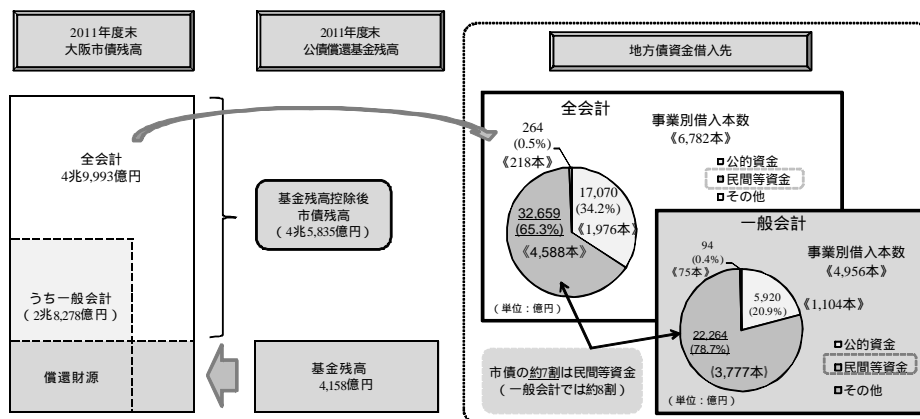 2011年度末
大阪市債残高
2011年度末
公債償還基金残高
地方債資金借入先
全会計
4兆9,993億円
うち一般会計
(2兆8,278億円)
償還財源
基金残高控除後
市債残高
(4兆5,835億円)
基金残高
4,158億円
全会計
事業別借入本数
《6,782本》
264
(0.5%)
《218本》
17,070
(34.2%)
《1,976本》
32,659
(65.3%)
《4,588本》
公的資金
民間等資金
その他
(単位:億円)
一般会計
事業別借入本数
《4,956本》
94
(0.4%)
《75本》
5,920
(20.9%)
《1,104本》
22,264
(78.7%)
(3,777本)
公的資金
民間等資金
その他
(単位:億円)
市債の約7割は民間等資金
(一般会計では約8割)